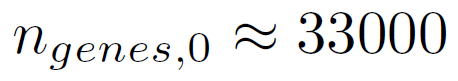 n_{genes,0} ≈ 33000